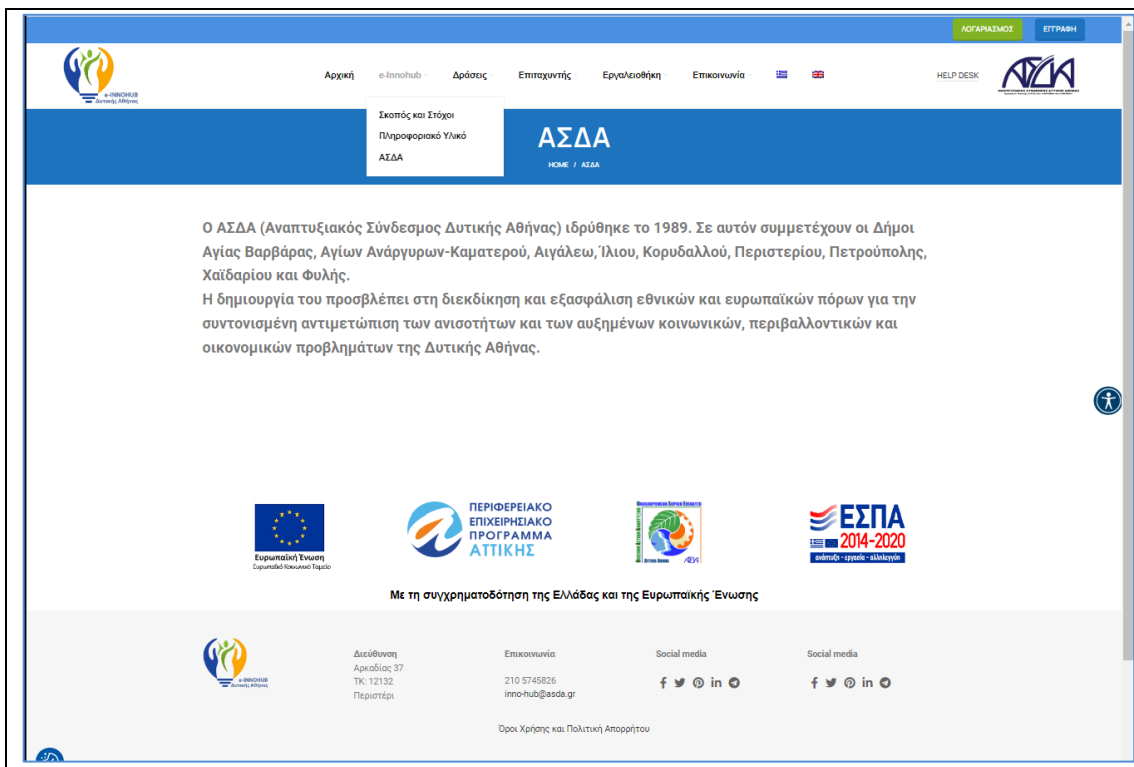 ΛΟΓΑΡΙΑΣΜΟΣ ΕΓΓΡΑΦΗ
e-INNOHUB
Δυτικής Αθήνας
Αρχική e-Innohub Δράσεις Επιταχυντής Εργαλειοθήκη Επικοινωνία HELP DESK ΑΣΔΑ
Σκοπός και Στόχοι
Πληροφοριακό Υλικό
ΑΣΔΑ
ΑΣΔΑ
HOME / ΑΣΔΑ
Ο ΑΣΔΑ (Αναπτυξιακός Σύνδεσμος Δυτικής Αθήνας) ιδρύθηκε το 1989. Σε αυτόν συμμετέχουν οι Δήμοι
Αγίας Βαρβάρας, Αγίων Ανάργυρων-Καματερού, Αιγάλεω, Ίλιου, Κορυδαλλού, Περιστερίου, Πετρούπολης,
Χαϊδαρίου και Φυλής.
Η δημιουργία του προσβλέπει στη διεκδίκηση και εξασφάλιση εθνικών και ευρωπαϊκών πόρων για την
συντονισμένη αντιμετώπιση των ανισοτήτων και των αυξημένων κοινωνικών, περιβαλλοντικών και
οικονομικών προβλημάτων της Δυτικής Αθήνας.
Ευρωπαϊκή Ένωση
Ευρωπαϊκό Κοινωνικό Ταμείο
ΠΕΡΙΦΕΡΕΙΑΚΟ
ΕΠΙΧΕΙΡΗΣΙΑΚΟ
ΠΡΟΓΡΑΜΜΑ
ΑΤΤΙΚΗΣ
ΔΥΤΙΚΗ ΑΘΗΝΑ ΑΣΔΑ
ΕΣΠΑ
2014-2020
ανάπτυξη - εργασία - αλληλεγγύη
Με τη συγχρηματοδότηση της Ελλάδας και της Ευρωπαϊκής Ένωσης
e-INNOHUB
Δυτικής Αθήνας
Διεύθυνση
Αρκαδίας 37
ΤΚ: 12132
Περιστέρι
Επικοινωνία
210 5745826
inno-hub@asda.gr
Social media
Social media
Όροι Χρήσης και Πολιτική Απορρήτου